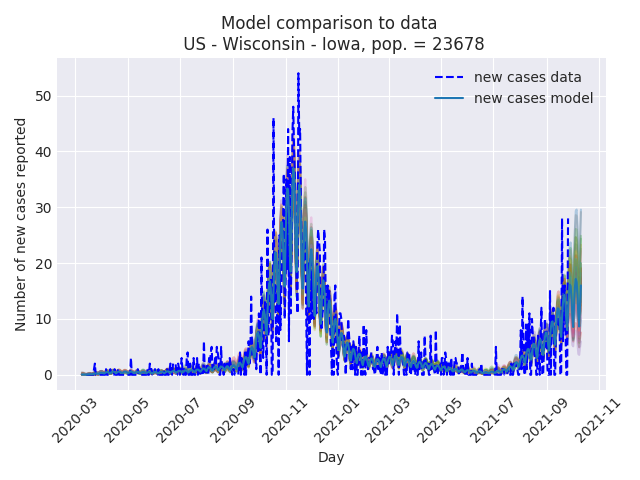 Model comparison to data
US - Wisconsin - Iowa, pop. = 23678
new cases data
new cases model
Number of new cases reported
50
40
30
20
10
0
2020-03
2020-05
2020-07
2020-09
2020-11
2021-01
2021-03
2021-05
2021-07
2021-09
2021-11
Day